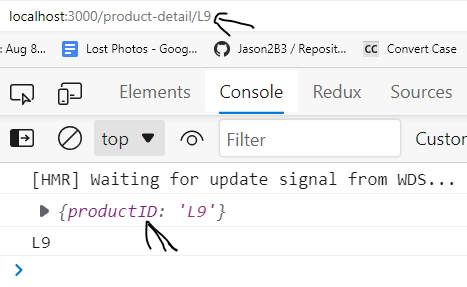 localhost:3000/product-detail/L9
: Aug 8... Lost Photos - Goog... Jason2B3 / Reposit... CC Convert Case
Elements Console Redux Sources
top Filter Custom
[HMR] Waiting for update signal from WDS...
{productID: 'L9'}
L9